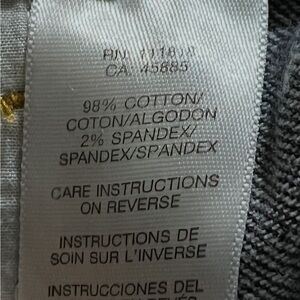 CA: 45885
98% COTTON/
COTON/ALGODON
2% SPANDEX/
SPANDEX/SPANDEX
CARE INSTRUCTIONS
ON REVERSE
INSTRUCTIONS DE
SOIN SUR L'INVERSE
INSTRUCCIONES DEL